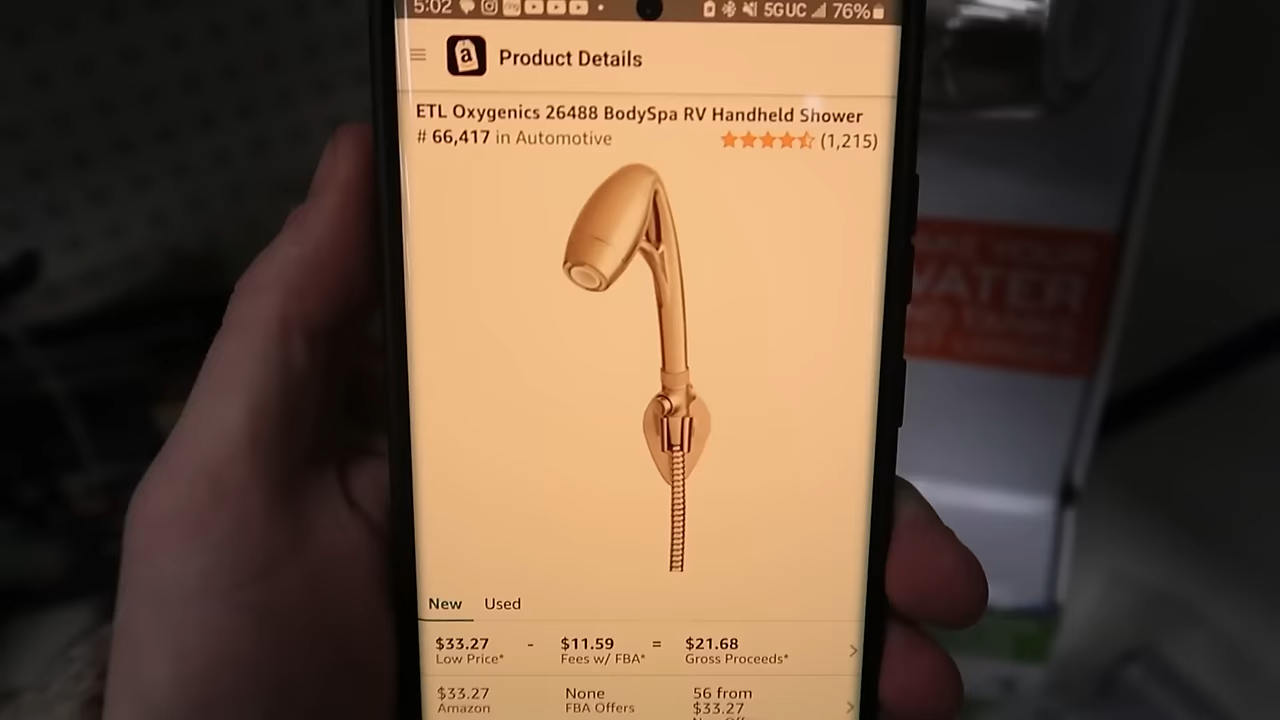 5:02 5GUC 76%
a Product Details
ETL Oxygenics 26488 BodySpa RV Handheld Shower
# 66,417 in Automotive (1,215)
New Used
$33.27 - $11.59 = $21.68
Low Price* Fees w/ FBA* Gross Proceeds*
$33.27 None 56 from
Amazon FBA Offers $33.27
YOUR
WATER